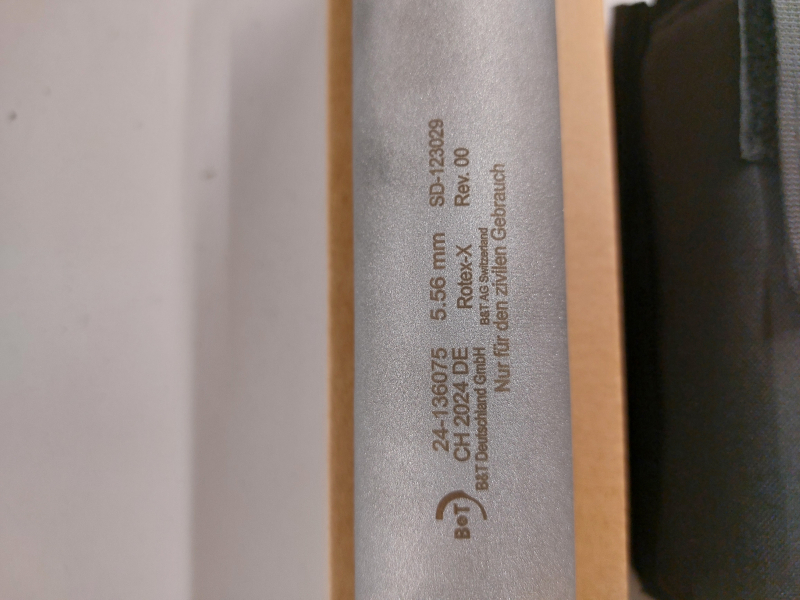 B&T
24-136075 5.56 mm SD-123029
CH 2024 DE Rotex-X Rev. 00
B&T Deutschland GmbH B&T AG Switzerland
Nur für den zivilen Gebrauch